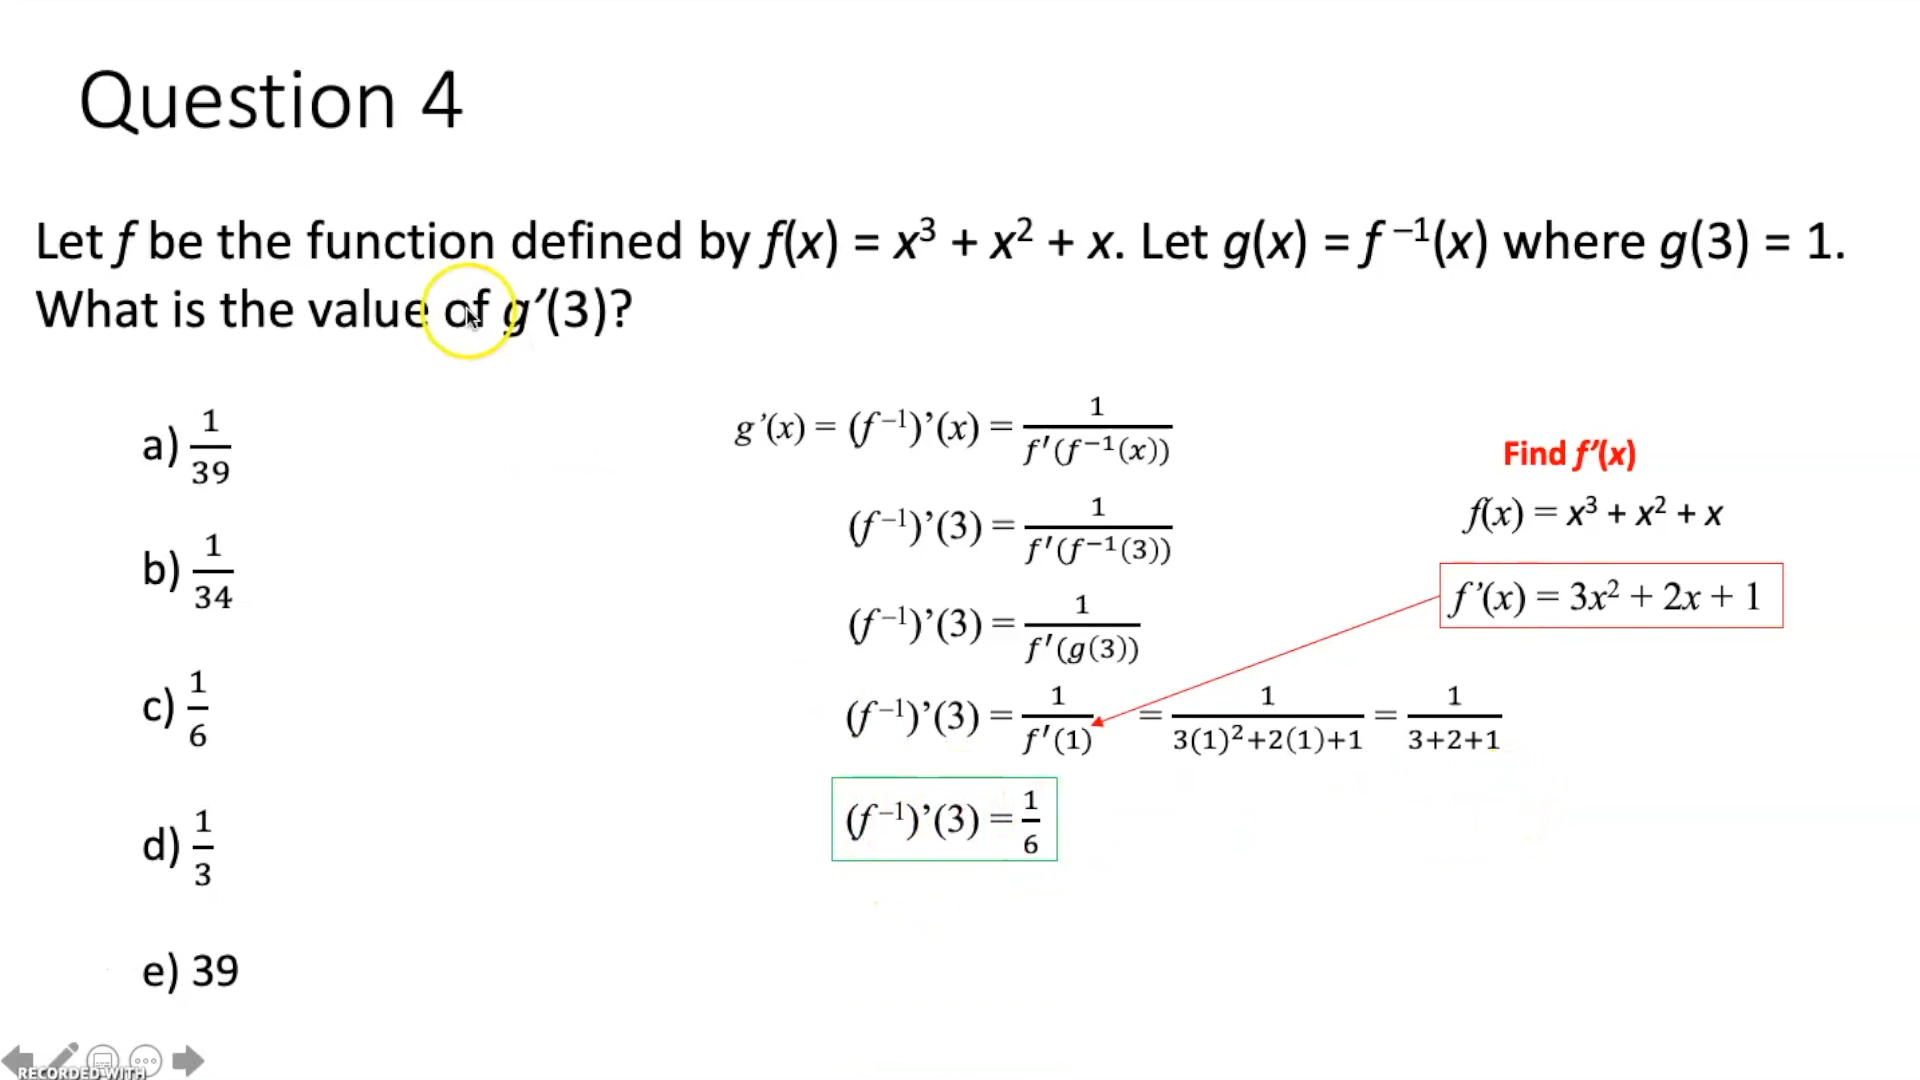 Question 4
Let f be the function defined by f(x) = x³ + x² + x. Let g(x) = f ⁻¹(x) where g(3) = 1.
What is the value of g′(3)?
a) 1/39
b) 1/34
c) 1/6
d) 1/3
e) 39
g’(x) = (f⁻¹)’(x) = 1/f′(f⁻¹(x))
(f⁻¹)’(3) = 1/f′(f⁻¹(3))
(f⁻¹)’(3) = 1/f′(g(3))
(f⁻¹)’(3) = 1/f′(1) = 1/3(1)²+2(1)+1 = 1/3+2+1
(f⁻¹)’(3) = 1/6
Find f’(x)
f(x) = x³ + x² + x
f’(x) = 3x² + 2x + 1
RECORDED WITH